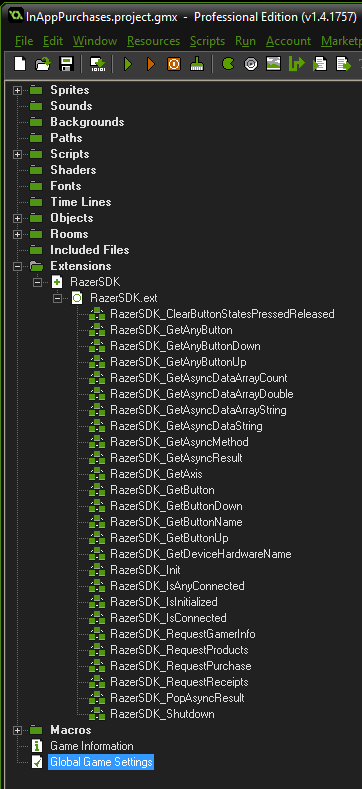 InAppPurchases.project.gmx - Professional Edition (v1.4.1757)
File Edit Window Resources Scripts Run Account Marketp
Sprites
Sounds
Backgrounds
Paths
Scripts
Shaders
Fonts
Time Lines
Objects
Rooms
Included Files
Extensions
RazerSDK
RazerSDK.ext
RazerSDK_ClearButtonStatesPressedReleased
RazerSDK_GetAnyButton
RazerSDK_GetAnyButtonDown
RazerSDK_GetAnyButtonUp
RazerSDK_GetAsyncDataArrayCount
RazerSDK_GetAsyncDataArrayDouble
RazerSDK_GetAsyncDataArrayString
RazerSDK_GetAsyncDataString
RazerSDK_GetAsyncMethod
RazerSDK_GetAsyncResult
RazerSDK_GetAxis
RazerSDK_GetButton
RazerSDK_GetButtonDown
RazerSDK_GetButtonName
RazerSDK_GetButtonUp
RazerSDK_GetDeviceHardwareName
RazerSDK_Init
RazerSDK_IsAnyConnected
RazerSDK_IsInitialized
RazerSDK_IsConnected
RazerSDK_RequestGamerInfo
RazerSDK_RequestProducts
RazerSDK_RequestPurchase
RazerSDK_RequestReceipts
RazerSDK_PopAsyncResult
RazerSDK_Shutdown
Macros
Game Information
Global Game Settings